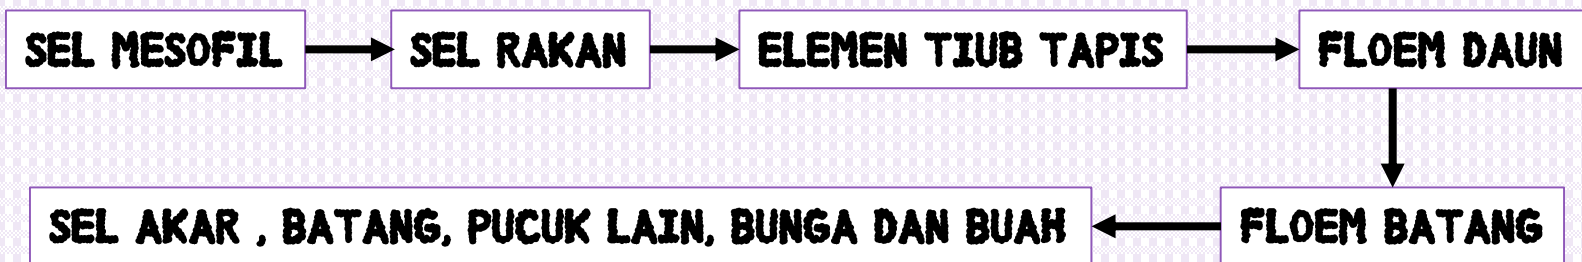 SEL MESOFIL
SEL RAKAN
ELEMEN TIUB TAPIS
FLOEM DAUN
FLOEM BATANG
SEL AKAR , BATANG, PUCUK LAIN, BUNGA DAN BUAH